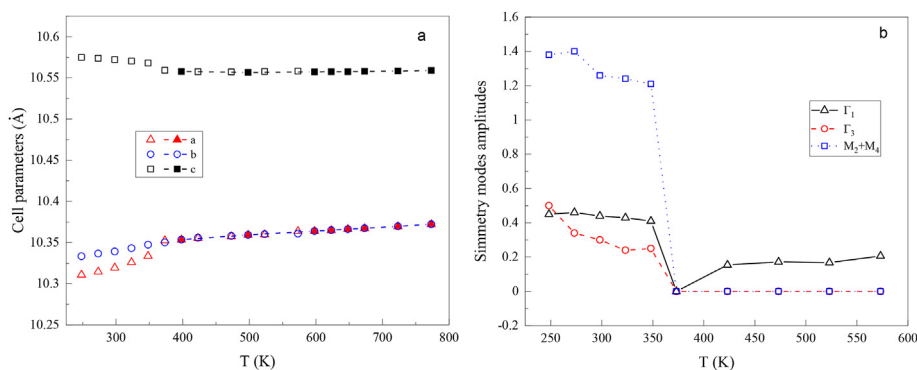 a
Cell parameters (Å)
10.6
10.55
10.5
10.45
10.4
10.35
10.3
10.25
a
b
c
300
400
500
600
700
800
T (K)
b
Simmetry modes amplitudes
1.6
1.4
1.2
1.0
0.8
0.6
0.4
0.2
0
-0.2
Γ1
Γ3
M2+M4
200
250
300
350
400
450
500
550
600
T (K)